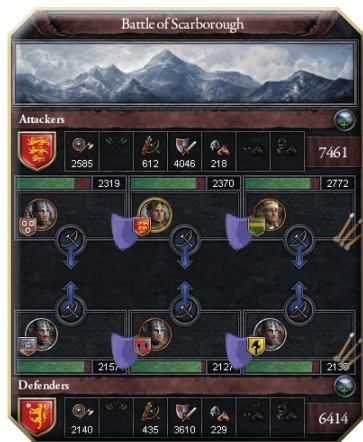 Battle of Scarborough
Attackers
2585 612 4046 218 7461
2319 2370 2772
2157 2127 2130
Defenders
2140 435 3610 229 6414